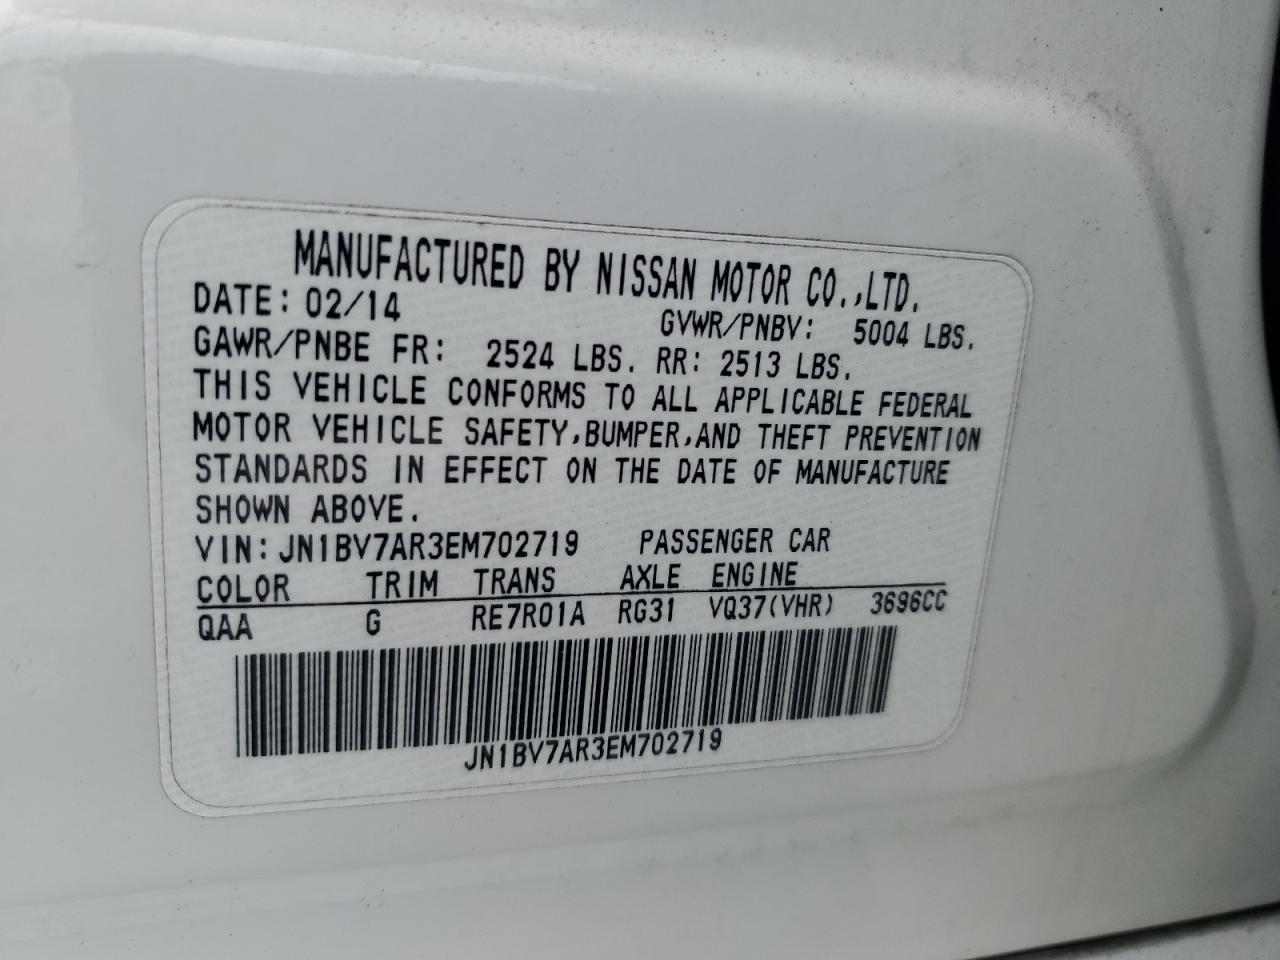 MANUFACTURED BY NISSAN MOTOR CO.,LTD.
DATE: 02/14 GVWR/PNBV: 5004 LBS.
GAWR/PNBE FR: 2524 LBS. RR: 2513 LBS.
THIS VEHICLE CONFORMS TO ALL APPLICABLE FEDERAL
MOTOR VEHICLE SAFETY,BUMPER,AND THEFT PREVENTION
STANDARDS IN EFFECT ON THE DATE OF MANUFACTURE
SHOWN ABOVE.
VIN: JN1BV7AR3EM702719 PASSENGER CAR
COLOR TRIM TRANS AXLE ENGINE
QAA G RE7R01A RG31 VQ37(VHR) 3696CC
JN1BV7AR3EM702719